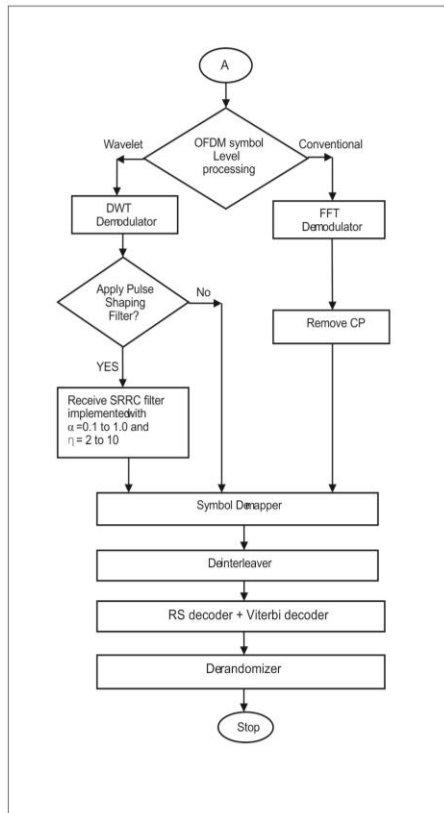 A
OFDM symbol
Level
processing
Wavelet
Conventional
DWT
Demodulator
FFT
Demodulator
Apply Pulse
Shaping
Filter?
No
YES
Remove CP
Receive SRRC filter
implemented with
α =0.1 to 1.0 and
η = 2 to 10
Symbol Demapper
Deinterleaver
RS decoder + Viterbi decoder
Derandomizer
Stop